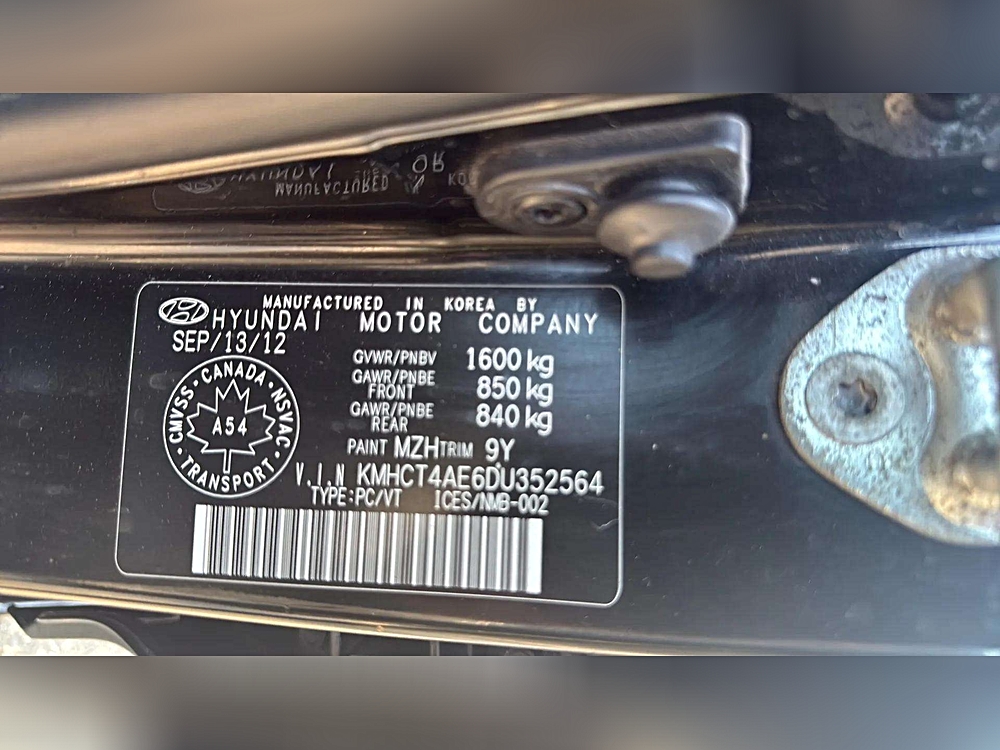 MANUFACTURED IN KOREA BY
HYUNDAI MOTOR COMPANY
SEP/13/12
GVWR/PNBV 1600 kg
GAWR/PNBE FRONT 850 kg
GAWR/PNBE REAR 840 kg
CANADA · NSVAC · TRANSPORT · CMVSS
A54
PAINT MZH TRIM 9Y
V.I.N KMHCT4AE6DU352564
TYPE:PC/VT ICES/NMB-002
MANUFACTURED
HYUNDAI